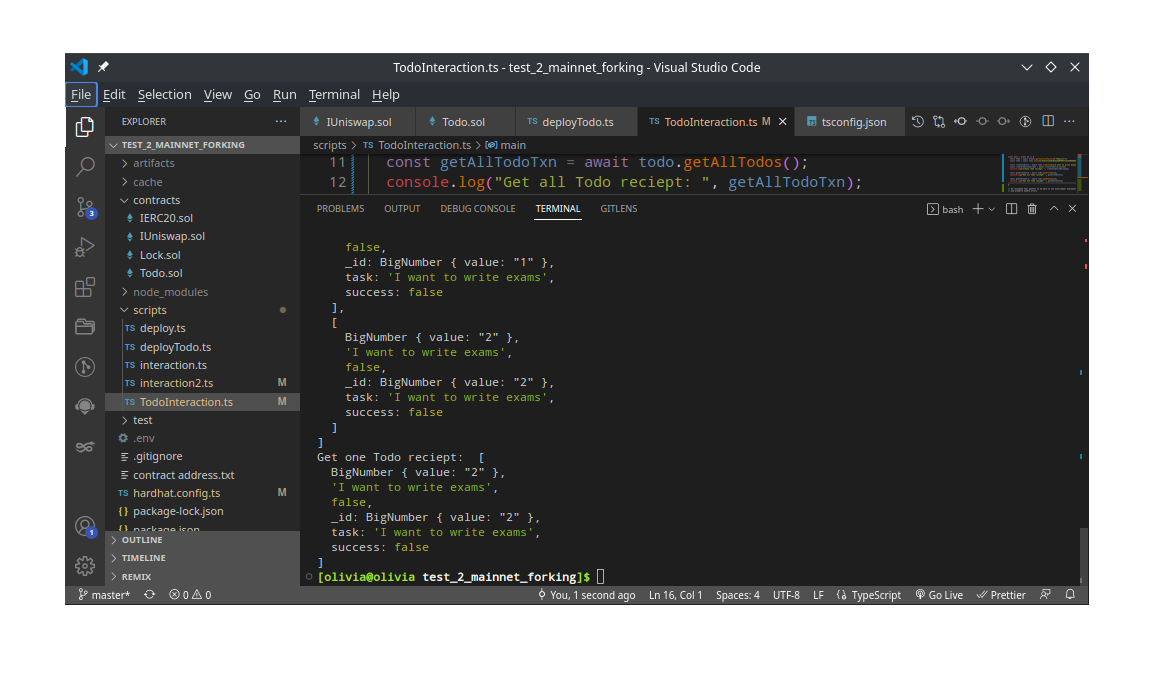 TodoInteraction.ts - test_2_mainnet_forking - Visual Studio Code
File Edit Selection View Go Run Terminal Help
EXPLORER ···
IUniswap.sol Todo.sol TS deployTodo.ts TS TodoInteraction.ts M tsconfig.json ···
TEST_2_MAINNET_FORKING
artifacts
cache
contracts
IERC20.sol
IUniswap.sol
Lock.sol
Todo.sol
node_modules
scripts
TS deploy.ts
TS deployTodo.ts
TS interaction.ts
TS interaction2.ts M
TS TodoInteraction.ts M
test
.env
.gitignore
contract address.txt
TS hardhat.config.ts M
{} package-lock.json
{} package.json
OUTLINE
TIMELINE
REMIX
3
1
scripts > TS TodoInteraction.ts > main
11 const getAllTodoTxn = await todo.getAllTodos();
12 console.log("Get all Todo reciept: ", getAllTodoTxn);
PROBLEMS OUTPUT DEBUG CONSOLE TERMINAL GITLENS bash
false,
_id: BigNumber { value: "1" },
task: 'I want to write exams',
success: false
],
[
BigNumber { value: "2" },
'I want to write exams',
false,
_id: BigNumber { value: "2" },
task: 'I want to write exams',
success: false
]
]
Get one Todo reciept:  [
BigNumber { value: "2" },
'I want to write exams',
false,
_id: BigNumber { value: "2" },
task: 'I want to write exams',
success: false
]
[olivia@olivia test_2_mainnet_forking]$
master* 0 0 You, 1 second ago Ln 16, Col 1 Spaces: 4 UTF-8 LF TypeScript Go Live Prettier